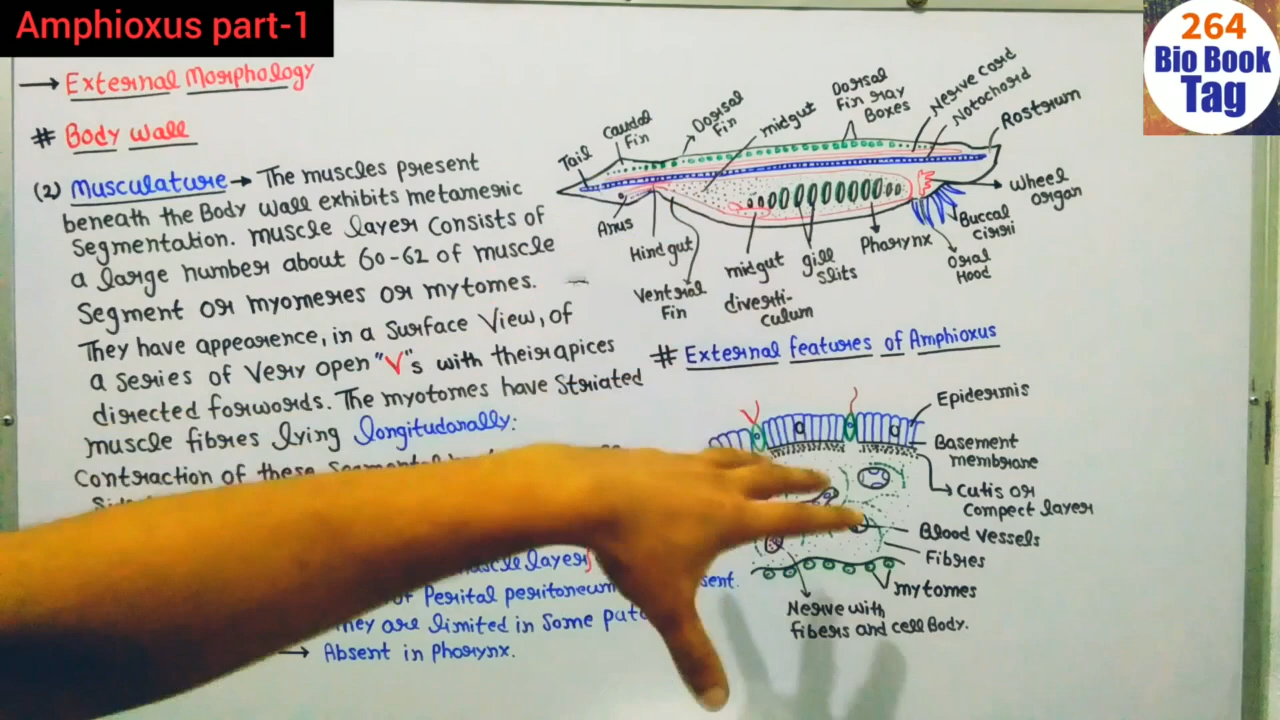 Amphioxus part-1
264
Bio Book
Tag
→ External Morphology
# Body wall
(2) Musculature → The muscles present
beneath the Body wall exhibits metameric
Segmentation. muscle layer consists of
a large number about 60-62 of muscle
Segment or myomeres or mytomes.
They have appearence, in a Surface View, of
a series of Very open "V"s with their apices
directed forwords. The myotomes have Striated
muscle fibres lying longitudanally:
Contraction of these
muscle layer
of Perital peritoneum
sent.
they are limited in some
→ Absent in Pharynx.
Tail
Caudal
Fin
Dorsal
Fin
midgut
Dorsal
Fin ray
Boxes
Nerve cord
Notochord
Rostrum
Wheel
organ
Buccal
cirri
Oral
Hood
Pharynx
gill
slits
midgut
diverti-
culum
Ventral
Fin
Hindgut
Anus
# External features of Amphioxus
Epidermis
Basement
membrane
Cutis or
Compect layer
Blood Vessels
Fibres
mytomes
Nerve with
fibers and cell Body.